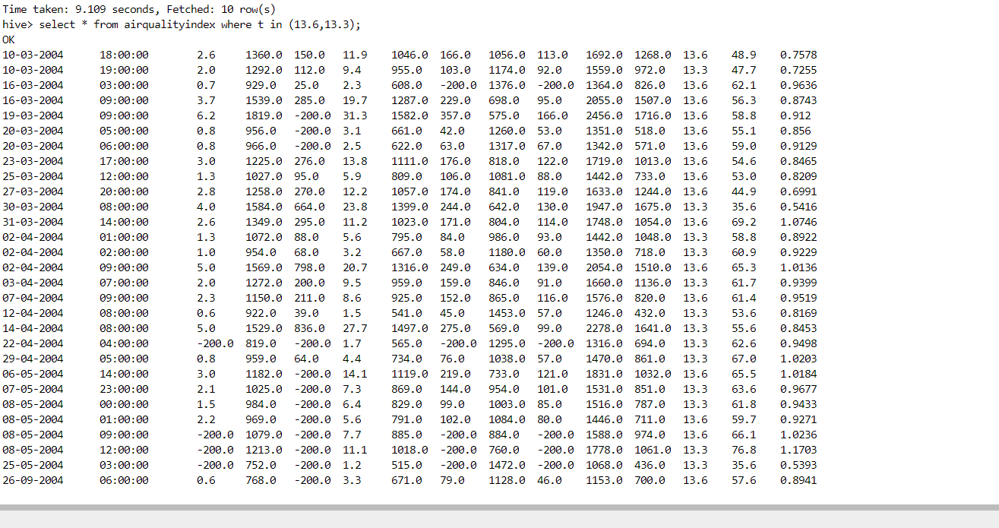 Time taken: 9.109 seconds, Fetched: 10 row(s)
hive> select * from airqualityindex where t in (13.6,13.3);
OK
10-03-2004 18:00:00 2.6 1360.0 150.0 11.9 1046.0 166.0 1056.0 113.0 1692.0 1268.0 13.6 48.9 0.7578
10-03-2004 19:00:00 2.0 1292.0 112.0 9.4 955.0 103.0 1174.0 92.0 1559.0 972.0 13.3 47.7 0.7255
16-03-2004 03:00:00 0.7 929.0 25.0 2.3 608.0 -200.0 1376.0 -200.0 1364.0 826.0 13.6 62.1 0.9636
16-03-2004 09:00:00 3.7 1539.0 285.0 19.7 1287.0 229.0 698.0 95.0 2055.0 1507.0 13.6 56.3 0.8743
19-03-2004 09:00:00 6.2 1819.0 -200.0 31.3 1582.0 357.0 575.0 166.0 2456.0 1716.0 13.6 58.8 0.912
20-03-2004 05:00:00 0.8 956.0 -200.0 3.1 661.0 42.0 1260.0 53.0 1351.0 518.0 13.6 55.1 0.856
20-03-2004 06:00:00 0.8 966.0 -200.0 2.5 622.0 63.0 1317.0 67.0 1342.0 571.0 13.6 59.0 0.9129
23-03-2004 17:00:00 3.0 1225.0 276.0 13.8 1111.0 176.0 818.0 122.0 1719.0 1013.0 13.6 54.6 0.8465
25-03-2004 12:00:00 1.3 1027.0 95.0 5.9 809.0 106.0 1081.0 88.0 1442.0 733.0 13.6 53.0 0.8209
27-03-2004 20:00:00 2.8 1258.0 270.0 12.2 1057.0 174.0 841.0 119.0 1633.0 1244.0 13.6 44.9 0.6991
30-03-2004 08:00:00 4.0 1584.0 664.0 23.8 1399.0 244.0 642.0 130.0 1947.0 1675.0 13.3 35.6 0.5416
31-03-2004 14:00:00 2.6 1349.0 295.0 11.2 1023.0 171.0 804.0 114.0 1748.0 1054.0 13.6 69.2 1.0746
02-04-2004 01:00:00 1.3 1072.0 88.0 5.6 795.0 84.0 986.0 93.0 1442.0 1048.0 13.3 58.8 0.8922
02-04-2004 02:00:00 1.0 954.0 68.0 3.2 667.0 58.0 1180.0 60.0 1350.0 718.0 13.3 60.9 0.9229
02-04-2004 09:00:00 5.0 1569.0 798.0 20.7 1316.0 249.0 634.0 139.0 2054.0 1510.0 13.6 65.3 1.0136
03-04-2004 07:00:00 2.0 1272.0 200.0 9.5 959.0 159.0 846.0 91.0 1660.0 1136.0 13.3 61.7 0.9399
07-04-2004 09:00:00 2.3 1150.0 211.0 8.6 925.0 152.0 865.0 116.0 1576.0 820.0 13.6 61.4 0.9519
12-04-2004 08:00:00 0.6 922.0 39.0 1.5 541.0 45.0 1453.0 57.0 1246.0 432.0 13.3 53.6 0.8169
14-04-2004 08:00:00 5.0 1529.0 836.0 27.7 1497.0 275.0 569.0 99.0 2278.0 1641.0 13.3 55.6 0.8453
22-04-2004 04:00:00 -200.0 819.0 -200.0 1.7 565.0 -200.0 1295.0 -200.0 1316.0 694.0 13.3 62.6 0.9498
29-04-2004 05:00:00 0.8 959.0 64.0 4.4 734.0 76.0 1038.0 57.0 1470.0 861.0 13.3 67.0 1.0203
06-05-2004 14:00:00 3.0 1182.0 -200.0 14.1 1119.0 219.0 733.0 121.0 1831.0 1032.0 13.6 65.5 1.0184
07-05-2004 23:00:00 2.1 1025.0 -200.0 7.3 869.0 144.0 954.0 101.0 1531.0 851.0 13.3 63.6 0.9677
08-05-2004 00:00:00 1.5 984.0 -200.0 6.4 829.0 99.0 1003.0 85.0 1516.0 787.0 13.3 61.8 0.9433
08-05-2004 01:00:00 2.2 969.0 -200.0 5.6 791.0 102.0 1084.0 80.0 1446.0 711.0 13.6 59.7 0.9271
08-05-2004 09:00:00 -200.0 1079.0 -200.0 7.7 885.0 -200.0 884.0 -200.0 1588.0 974.0 13.6 66.1 1.0236
08-05-2004 12:00:00 -200.0 1213.0 -200.0 11.1 1018.0 -200.0 760.0 -200.0 1778.0 1061.0 13.3 76.8 1.1703
25-05-2004 03:00:00 -200.0 752.0 -200.0 1.2 515.0 -200.0 1472.0 -200.0 1068.0 436.0 13.3 35.6 0.5393
26-09-2004 06:00:00 0.6 768.0 -200.0 3.3 671.0 79.0 1128.0 46.0 1153.0 700.0 13.6 57.6 0.8941